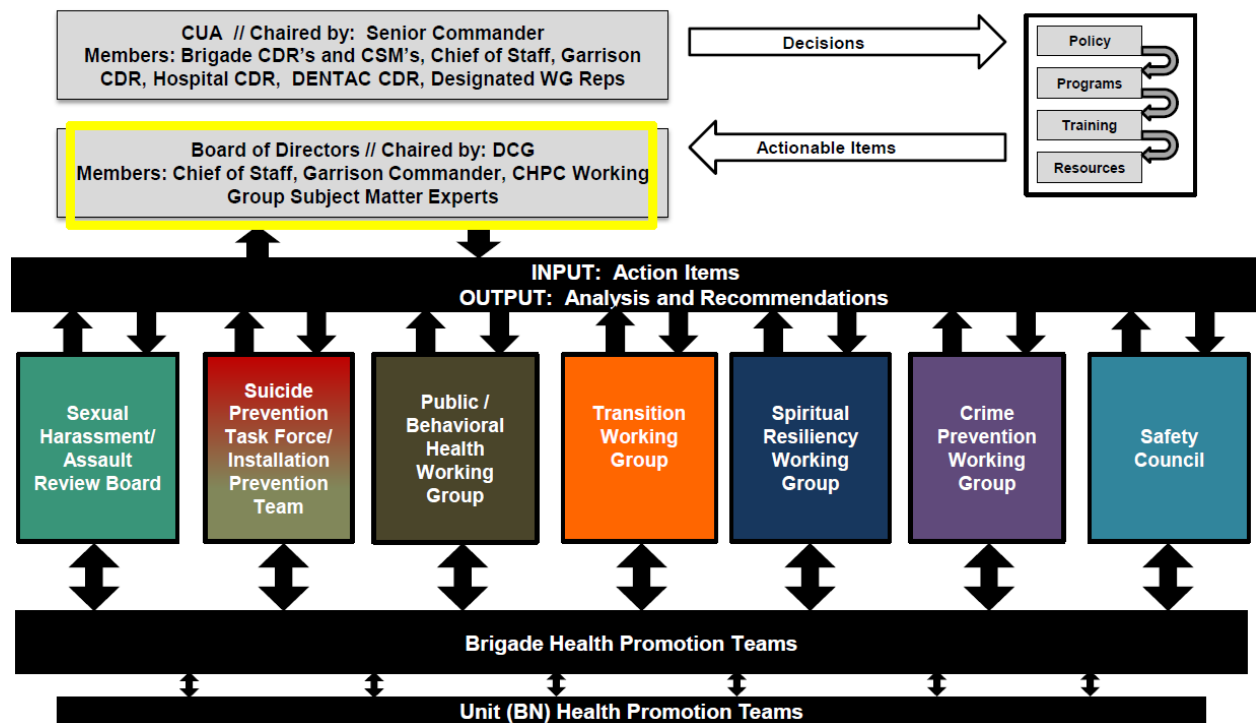 CUA // Chaired by: Senior Commander
Members: Brigade CDR's and CSM's, Chief of Staff, Garrison
CDR, Hospital CDR, DENTAC CDR, Designated WG Reps
Decisions
Policy
Programs
Training
Resources
Board of Directors // Chaired by: DCG
Members: Chief of Staff, Garrison Commander, CHPC Working
Group Subject Matter Experts
Actionable Items
INPUT: Action Items
OUTPUT: Analysis and Recommendations
Sexual
Harassment/
Assault
Review Board
Suicide
Prevention
Task Force/
Installation
Prevention
Team
Public /
Behavioral
Health
Working
Group
Transition
Working
Group
Spiritual
Resiliency
Working
Group
Crime
Prevention
Working
Group
Safety
Council
Brigade Health Promotion Teams
Unit (BN) Health Promotion Teams